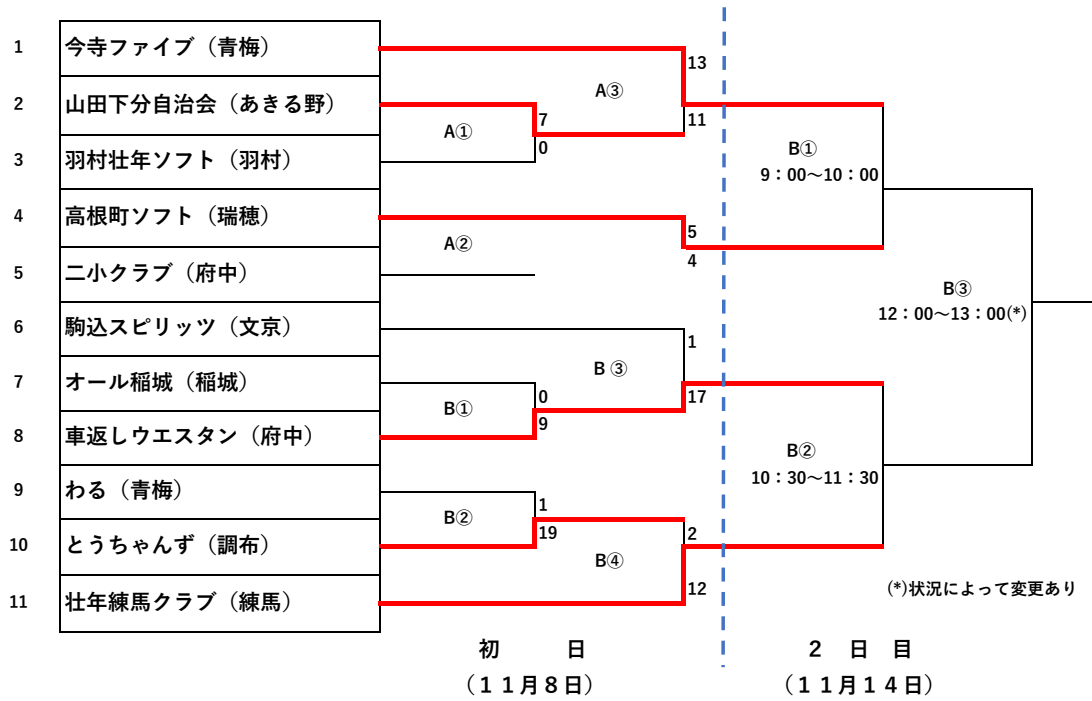 1 今寺ファイブ（青梅）
2 山田下分自治会（あきる野）
3 羽村壮年ソフト（羽村）
4 高根町ソフト（瑞穂）
5 二小クラブ（府中）
6 駒込スピリッツ（文京）
7 オール稲城（稲城）
8 車返しウエスタン（府中）
9 わる（青梅）
10 とうちゃんず（調布）
11 壮年練馬クラブ（練馬）
A①
7
0
A②
B①
0
9
B②
1
19
A③
13
11
5
4
B③
1
17
B④
2
12
B①
9：00～10：00
B②
10：30～11：30
B③
12：00～13：00(*)
(*)状況によって変更あり
初　日
（１１月８日）
２　日　目
（１１月１４日）